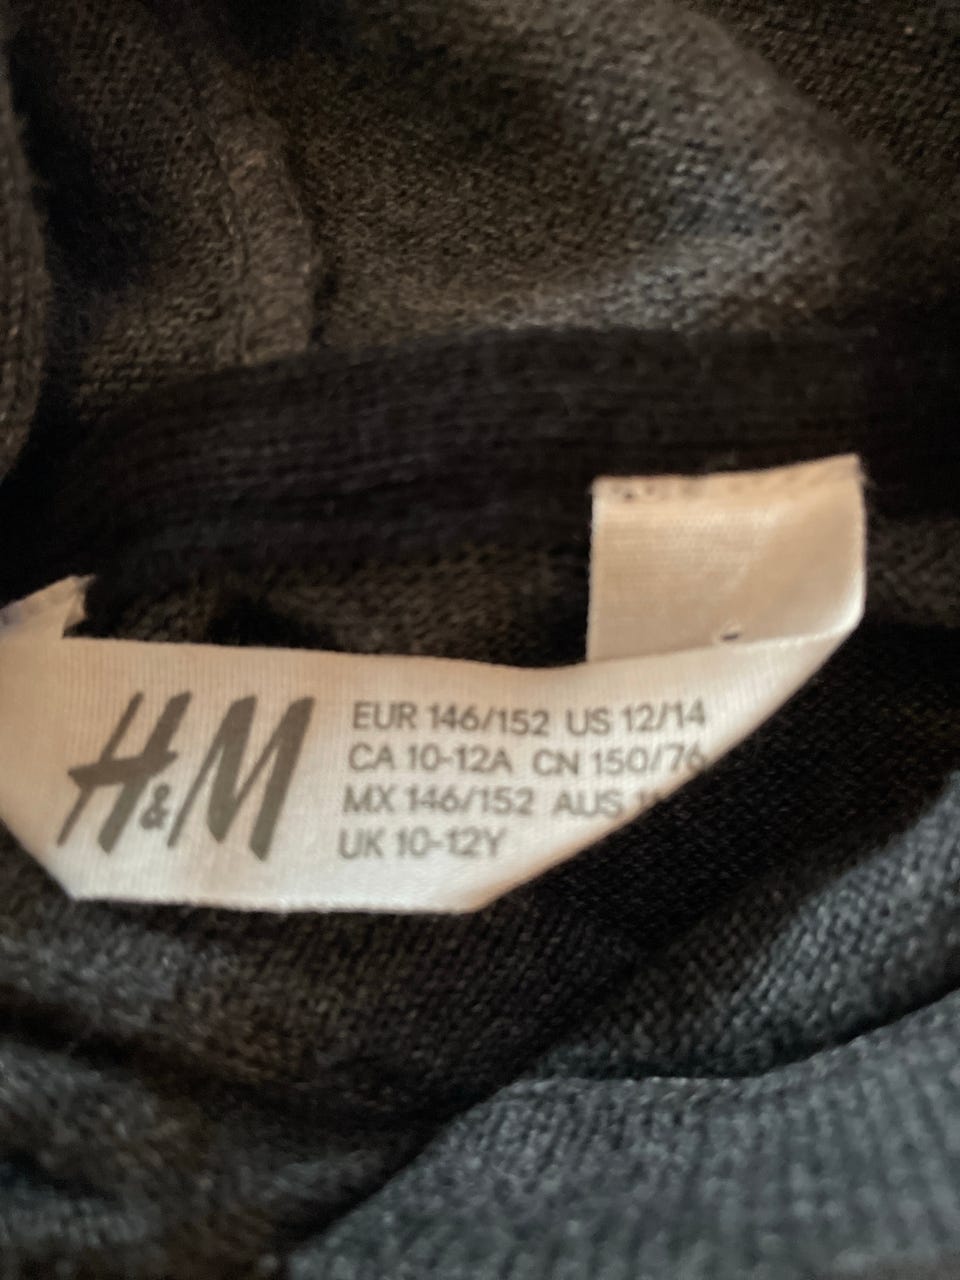 H&M
EUR 146/152 US 12/14
CA 10-12A CN 150/76
MX 146/152 AUS
UK 10-12Y